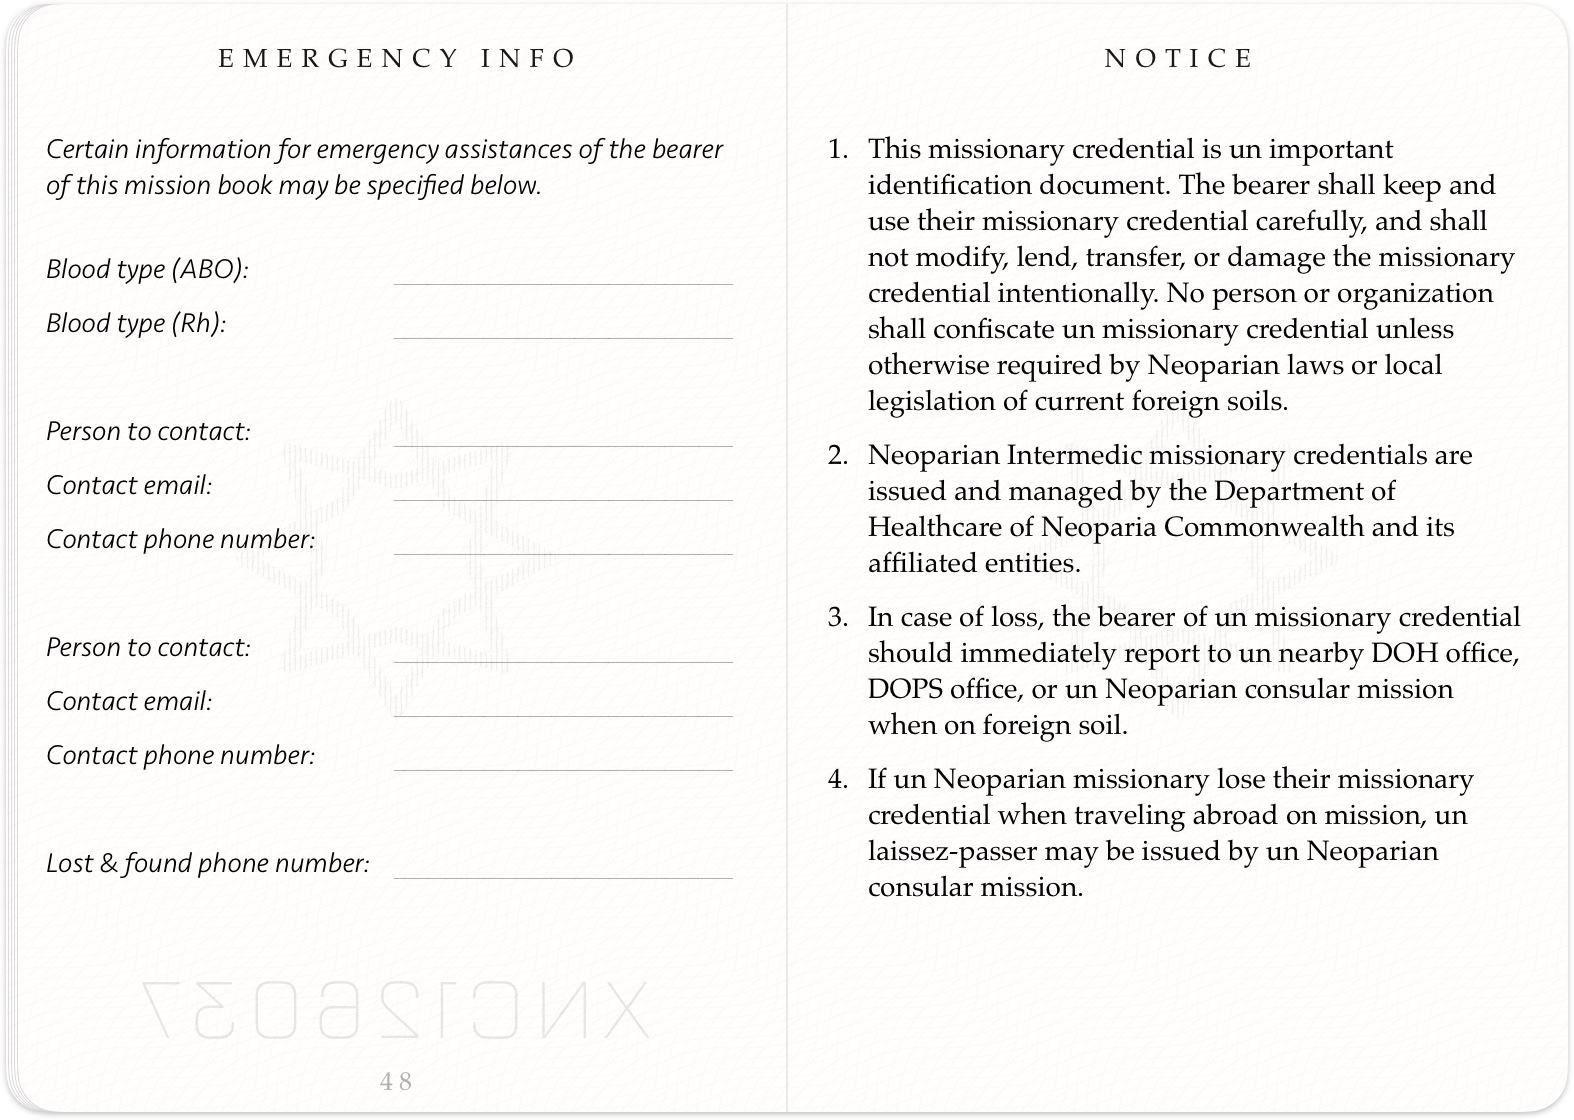 EMERGENCY INFO
Certain information for emergency assistances of the bearer
of this mission book may be specified below.
Blood type (ABO):
Blood type (Rh):
Person to contact:
Contact email:
Contact phone number:
Person to contact:
Contact email:
Contact phone number:
Lost & found phone number:
XNC126037
48
NOTICE
1. This missionary credential is un important
identification document. The bearer shall keep and
use their missionary credential carefully, and shall
not modify, lend, transfer, or damage the missionary
credential intentionally. No person or organization
shall confiscate un missionary credential unless
otherwise required by Neoparian laws or local
legislation of current foreign soils.
2. Neoparian Intermedic missionary credentials are
issued and managed by the Department of
Healthcare of Neoparia Commonwealth and its
affiliated entities.
3. In case of loss, the bearer of un missionary credential
should immediately report to un nearby DOH office,
DOPS office, or un Neoparian consular mission
when on foreign soil.
4. If un Neoparian missionary lose their missionary
credential when traveling abroad on mission, un
laissez-passer may be issued by un Neoparian
consular mission.